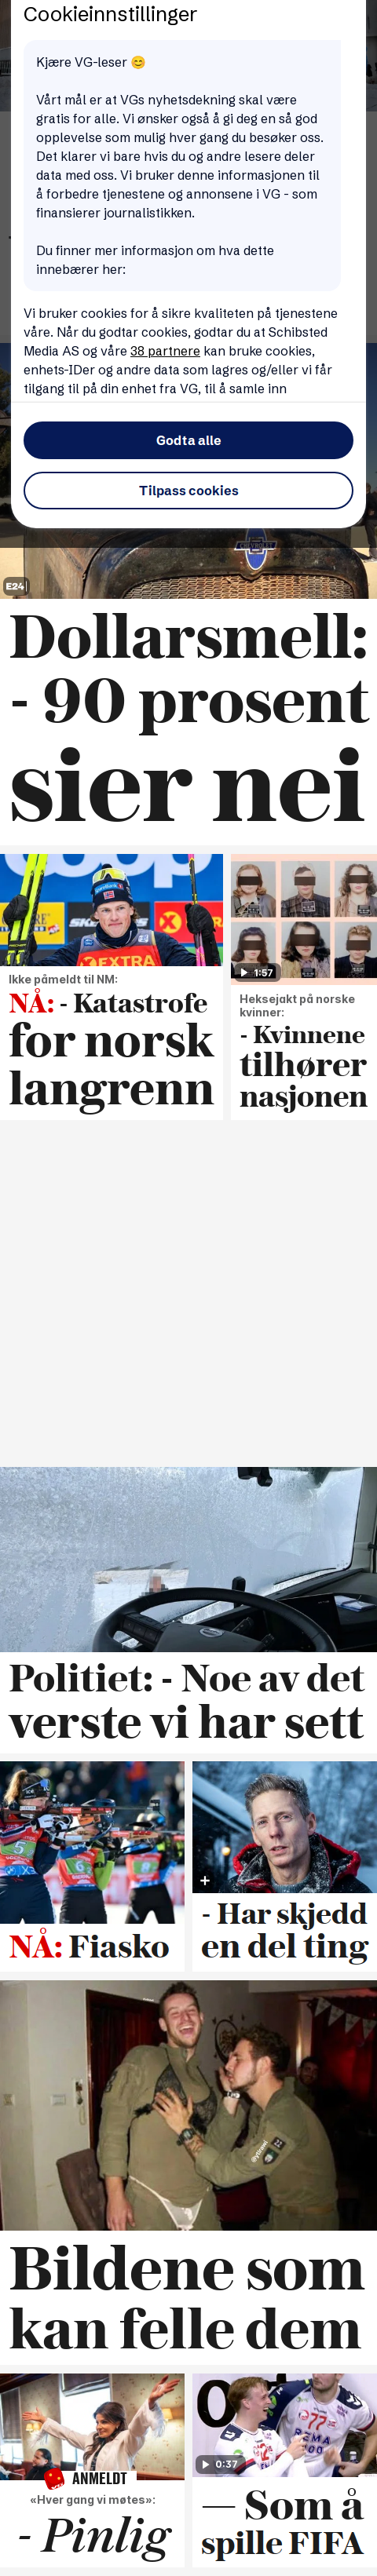 Cookieinnstillinger
Kjære VG-leser 😊
Vårt mål er at VGs nyhetsdekning skal være
gratis for alle. Vi ønsker også å gi deg en så god
opplevelse som mulig hver gang du besøker oss.
Det klarer vi bare hvis du og andre lesere deler
data med oss. Vi bruker denne informasjonen til
å forbedre tjenestene og annonsene i VG - som
finansierer journalistikken.
Du finner mer informasjon om hva dette
innebærer her:
Vi bruker cookies for å sikre kvaliteten på tjenestene
våre. Når du godtar cookies, godtar du at Schibsted
Media AS og våre 38 partnere kan bruke cookies,
enhets-IDer og andre data som lagres og/eller vi får
tilgang til på din enhet fra VG, til å samle inn
Godta alle
Tilpass cookies
CHEVROLET
E24
Dollarsmell:
- 90 prosent
sier nei
EXTRA
1:57
Ikke påmeldt til NM:
NÅ: - Katastrofe
for norsk
langrenn
Heksejakt på norske
kvinner:
- Kvinnene
tilhører
nasjonen
Politiet: - Noe av det
verste vi har sett
5
6
8
NÅ: Fiasko
- Har skjedd
en del ting
Bildene som
kan felle dem
ANMELDT
«Hver gang vi møtes»:
- Pinlig
77
REMA
23
0:37
— Som å
spille FIFA